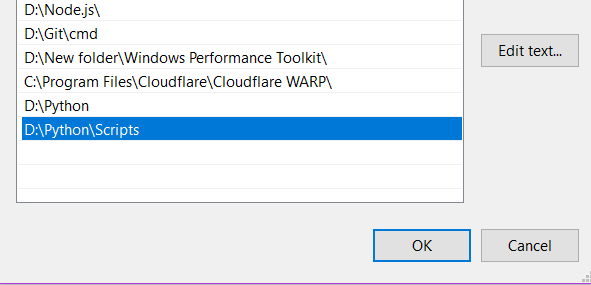 D:\Node.js\
D:\Git\cmd
D:\New folder\Windows Performance Toolkit\
Edit text...
C:\Program Files\Cloudflare\Cloudflare WARP\
D:\Python
D:\Python\Scripts
OK
Cancel